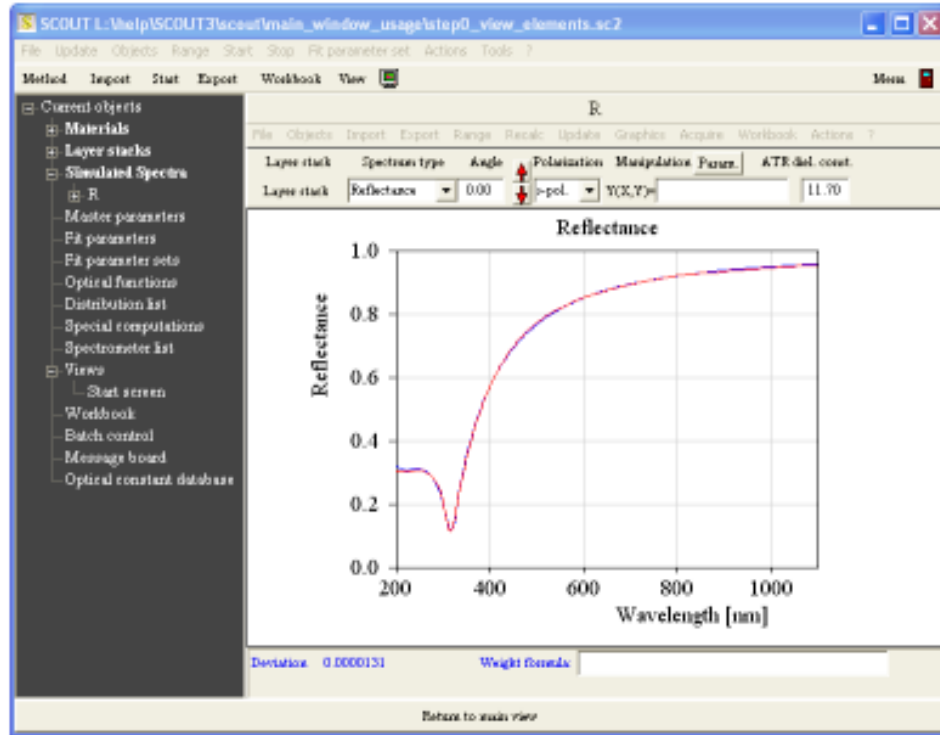 SCOUT L:\help\SCOUT3\scout\main_window_usage\step0_view_elements.sc2
File Update Objects Range Start Stop Fit parameter set Actions Tools ?
Method Import Start Export Workbook View Menu
Current objects
Materials
Layer stacks
Simulated Spectra
R
Master parameters
Fit parameters
Fit parameter sets
Optical functions
Distribution list
Special computations
Spectrometer list
Views
Start screen
Workbook
Batch control
Message board
Optical constant database
R
File Objects Import Export Range Recalc Update Graphics Acquire Workbook Actions ?
Layer stack Spectrum type Angle Polarization Manipulation Param. ATR diel. const.
Layer stack Reflectance 0.00 -pol. Y(X,Y)= 11.70
Reflectance
1.0
0.8
0.6
0.4
0.2
0.0
Reflectance
200 400 600 800 1000
Wavelength [nm]
Deviation 0.0000131 Weight formula:
Return to main view